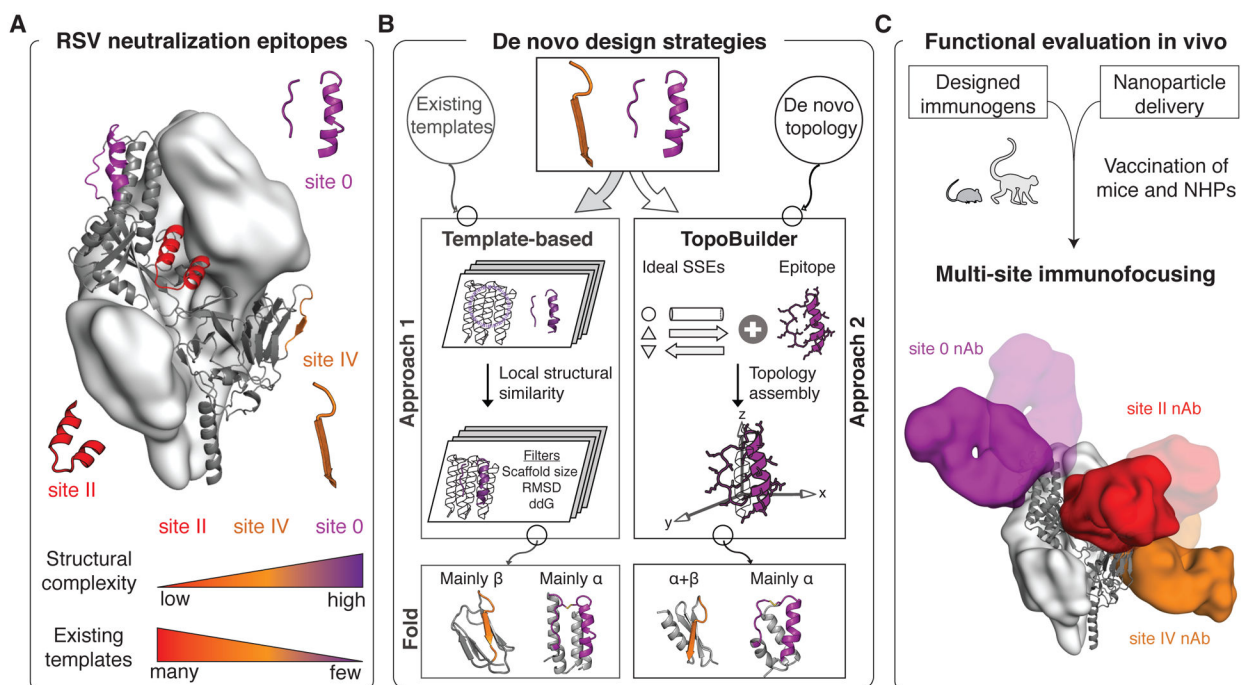 A
RSV neutralization epitopes
site 0
site IV
site II
site II site IV site 0
Structural
complexity
low
high
Existing
templates
many
few
B
De novo design strategies
Existing
templates
De novo
topology
Approach 1
Template-based
Local structural
similarity
Filters
Scaffold size
RMSD
ddG
TopoBuilder
Ideal SSEs
Epitope
Topology
assembly
z
x
y
Approach 2
Fold
Mainly β
Mainly α
α+β
Mainly α
C
Functional evaluation in vivo
Designed
immunogens
Nanoparticle
delivery
Vaccination of
mice and NHPs
Multi-site immunofocusing
site 0 nAb
site II nAb
site IV nAb